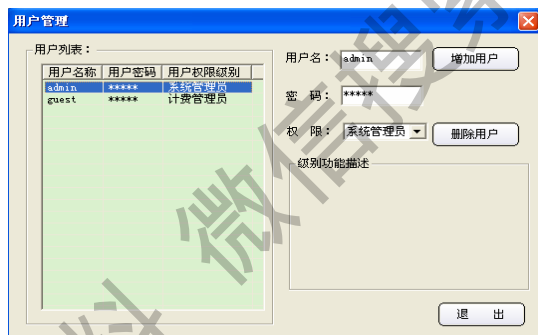 用户管理
用户列表：
用户名称 用户密码 用户权限级别
admin ***** 系统管理员
guest ***** 计费管理员
用户名： admin 增加用户
密 码： *****
权 限： 系统管理员 删除用户
级别功能描述
退 出
微信搜